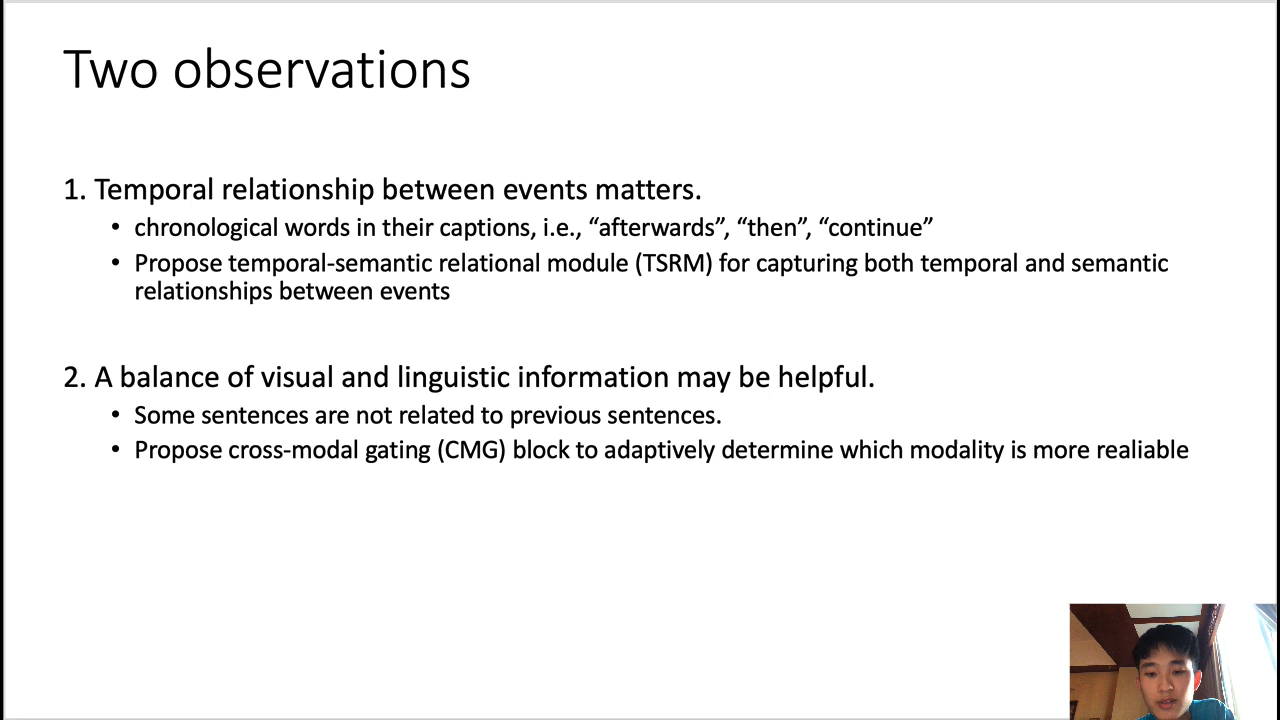 Two observations
1. Temporal relationship between events matters.
• chronological words in their captions, i.e., “afterwards”, “then”, “continue”
• Propose temporal-semantic relational module (TSRM) for capturing both temporal and semantic
relationships between events
2. A balance of visual and linguistic information may be helpful.
• Some sentences are not related to previous sentences.
• Propose cross-modal gating (CMG) block to adaptively determine which modality is more realiable